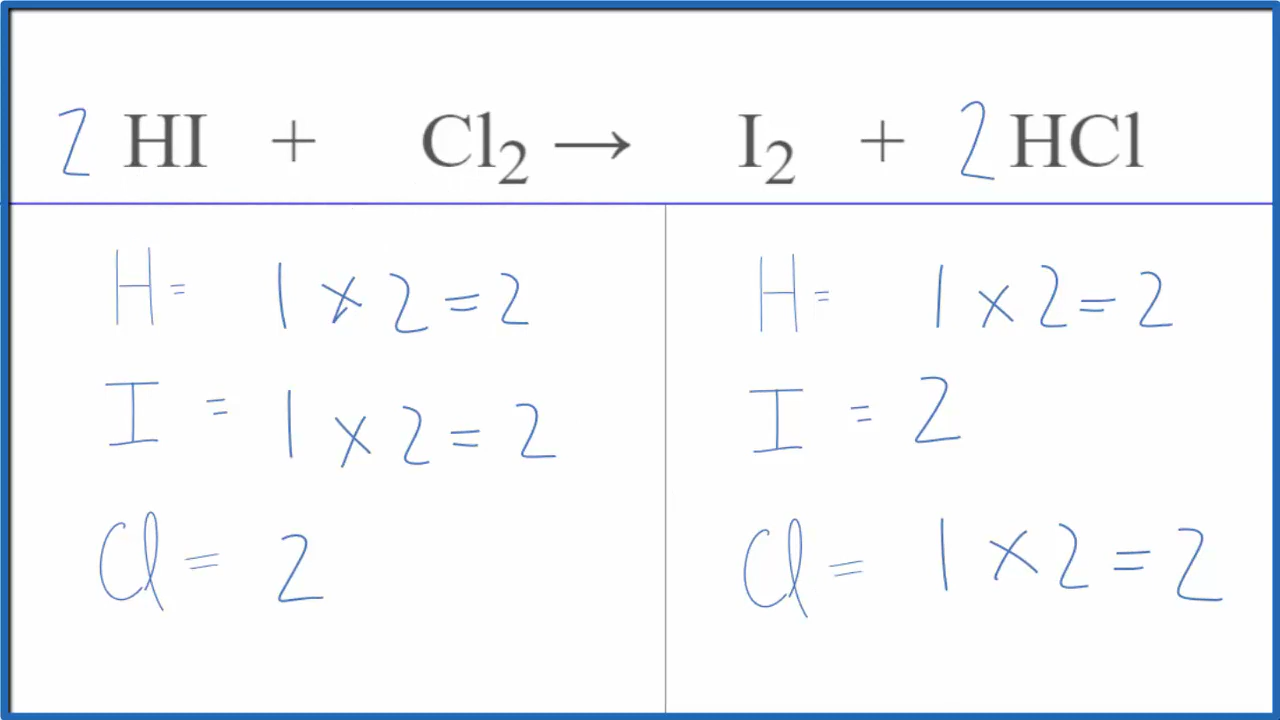 2 HI + Cl₂ → I₂ + 2 HCl
H = 1 × 2 = 2
I = 1 × 2 = 2
Cl = 2
H = 1 × 2 = 2
I = 2
Cl = 1 × 2 = 2